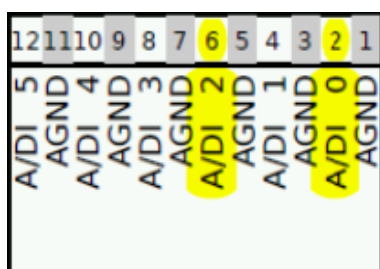 12 11 10 9 8 7 6 5 4 3 2 1
A/DI 5
AGND
A/DI 4
AGND
A/DI 3
AGND
A/DI 2
AGND
A/DI 1
AGND
A/DI 0
AGND